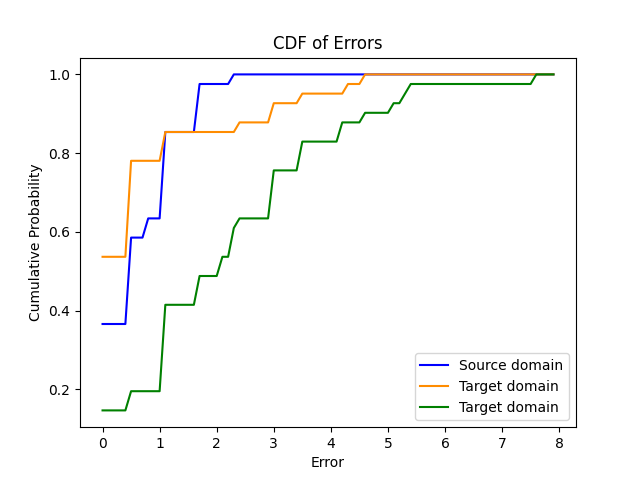 CDF of Errors
1.0
0.8
0.6
0.4
0.2
Cumulative Probability
0 1 2 3 4 5 6 7 8
Error
Source domain
Target domain
Target domain